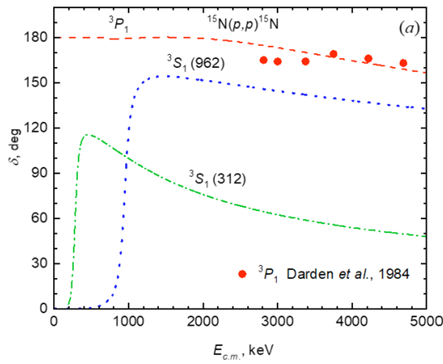 ³P₁ ¹⁵N(p,p)¹⁵N (a)
180
150
120
90
60
30
0
δ, deg
³S₁ (962)
³S₁ (312)
³P₁ Darden et al., 1984
0 1000 2000 3000 4000 5000
E_c.m., keV